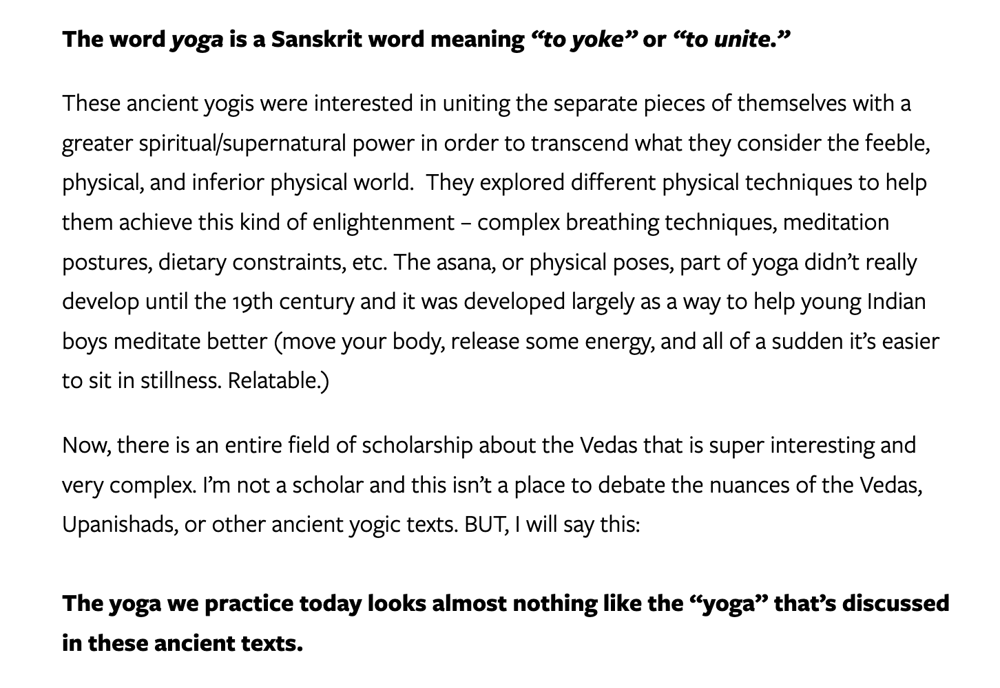 The word yoga is a Sanskrit word meaning “to yoke” or “to unite.”
These ancient yogis were interested in uniting the separate pieces of themselves with a
greater spiritual/supernatural power in order to transcend what they consider the feeble,
physical, and inferior physical world.  They explored different physical techniques to help
them achieve this kind of enlightenment – complex breathing techniques, meditation
postures, dietary constraints, etc. The asana, or physical poses, part of yoga didn’t really
develop until the 19th century and it was developed largely as a way to help young Indian
boys meditate better (move your body, release some energy, and all of a sudden it’s easier
to sit in stillness. Relatable.)
Now, there is an entire field of scholarship about the Vedas that is super interesting and
very complex. I’m not a scholar and this isn’t a place to debate the nuances of the Vedas,
Upanishads, or other ancient yogic texts. BUT, I will say this:
The yoga we practice today looks almost nothing like the “yoga” that’s discussed
in these ancient texts.